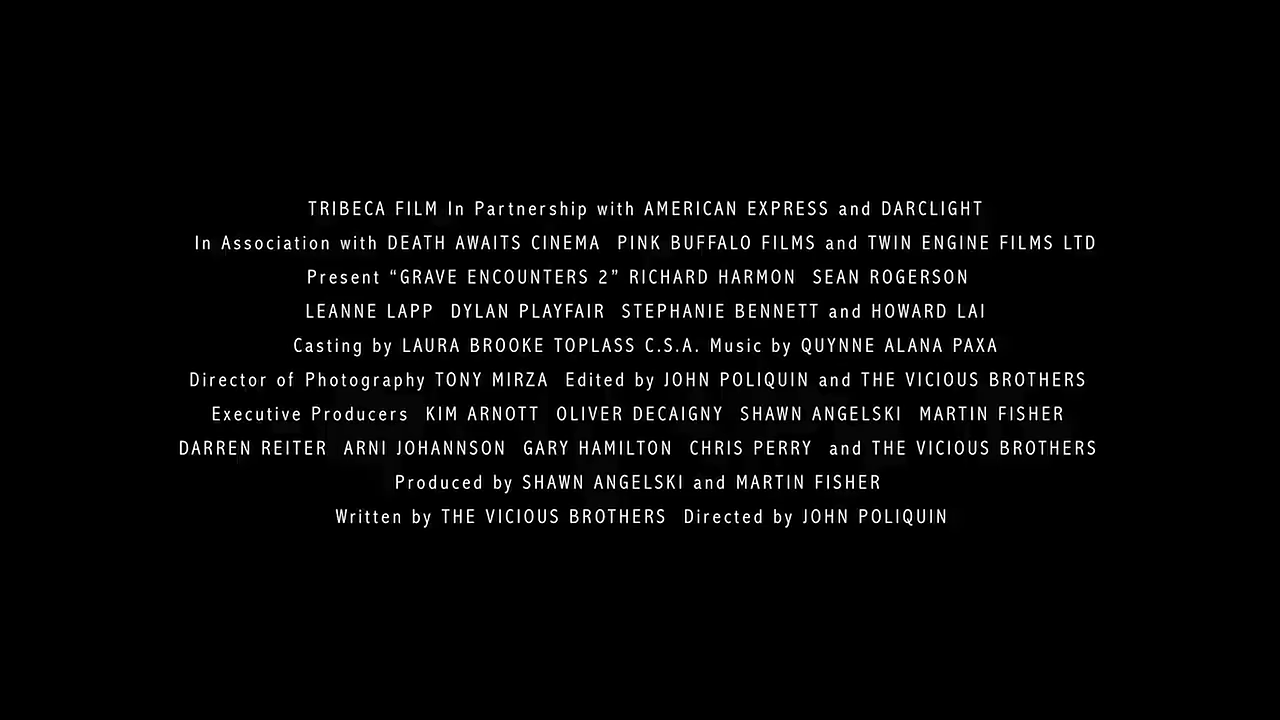 TRIBECA FILM In Partnership with AMERICAN EXPRESS and DARCLIGHT
In Association with DEATH AWAITS CINEMA PINK BUFFALO FILMS and TWIN ENGINE FILMS LTD
Present “GRAVE ENCOUNTERS 2” RICHARD HARMON SEAN ROGERSON
LEANNE LAPP DYLAN PLAYFAIR STEPHANIE BENNETT and HOWARD LAI
Casting by LAURA BROOKE TOPLASS C.S.A. Music by QUYNNE ALANA PAXA
Director of Photography TONY MIRZA Edited by JOHN POLIQUIN and THE VICIOUS BROTHERS
Executive Producers KIM ARNOTT OLIVER DECAIGNY SHAWN ANGELSKI MARTIN FISHER
DARREN REITER ARNI JOHANNSON GARY HAMILTON CHRIS PERRY and THE VICIOUS BROTHERS
Produced by SHAWN ANGELSKI and MARTIN FISHER
Written by THE VICIOUS BROTHERS Directed by JOHN POLIQUIN